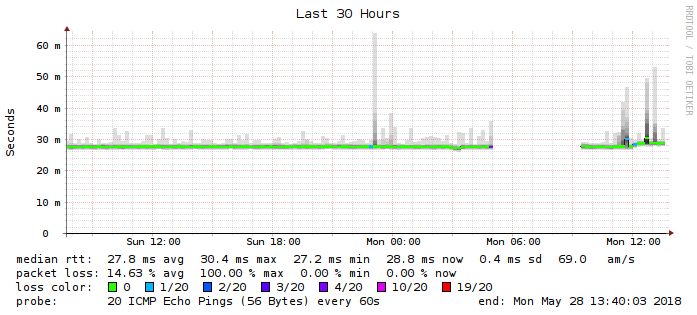 Last 30 Hours
RRDTOOL / TOBI OETIKER
Seconds
60 m
50 m
40 m
30 m
20 m
10 m
0
Sun 12:00 Sun 18:00 Mon 00:00 Mon 06:00 Mon 12:00
median rtt: 27.8 ms avg 30.4 ms max 27.2 ms min 28.8 ms now 0.4 ms sd 69.0 am/s
packet loss: 14.63 % avg 100.00 % max 0.00 % min 0.00 % now
loss color: 0 1/20 2/20 3/20 4/20 10/20 19/20
probe: 20 ICMP Echo Pings (56 Bytes) every 60s end: Mon May 28 13:40:03 2018